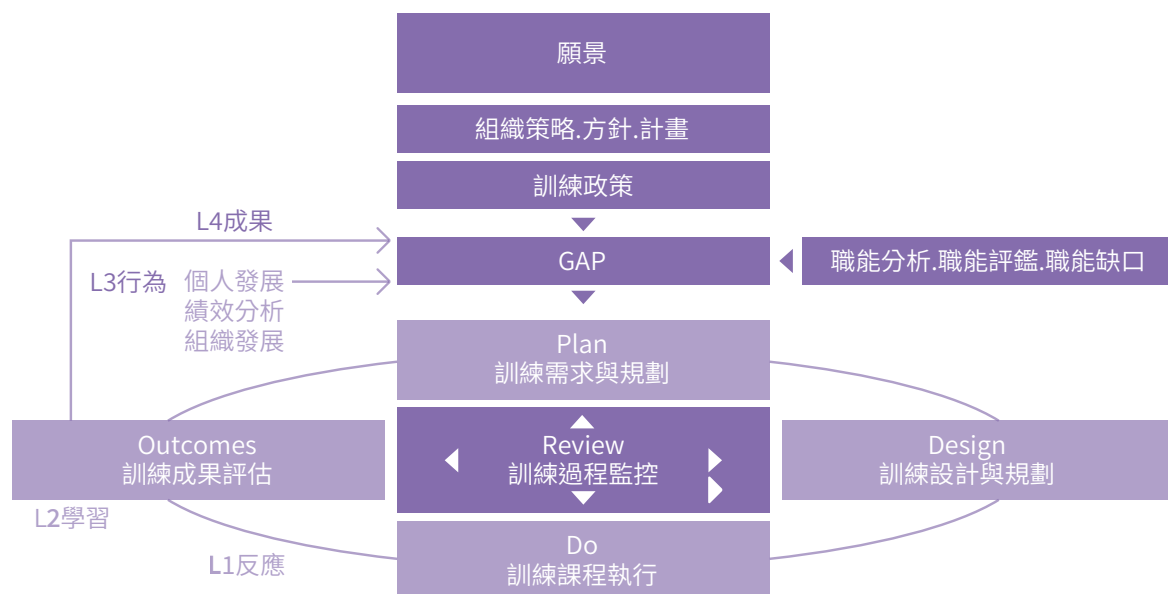 願景
組織策略.方針.計畫
訓練政策
L4成果
GAP
職能分析.職能評鑑.職能缺口
L3行為
個人發展
績效分析
組織發展
Plan
訓練需求與規劃
Outcomes
訓練成果評估
Review
訓練過程監控
Design
訓練設計與規劃
L2學習
L1反應
Do
訓練課程執行